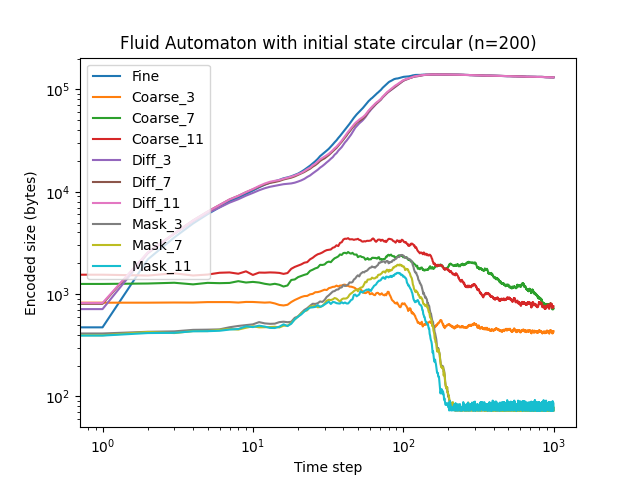 Fluid Automaton with initial state circular (n=200)
Encoded size (bytes)
10⁵
10⁴
10³
10²
Fine
Coarse_3
Coarse_7
Coarse_11
Diff_3
Diff_7
Diff_11
Mask_3
Mask_7
Mask_11
10⁰
10¹
10²
10³
Time step